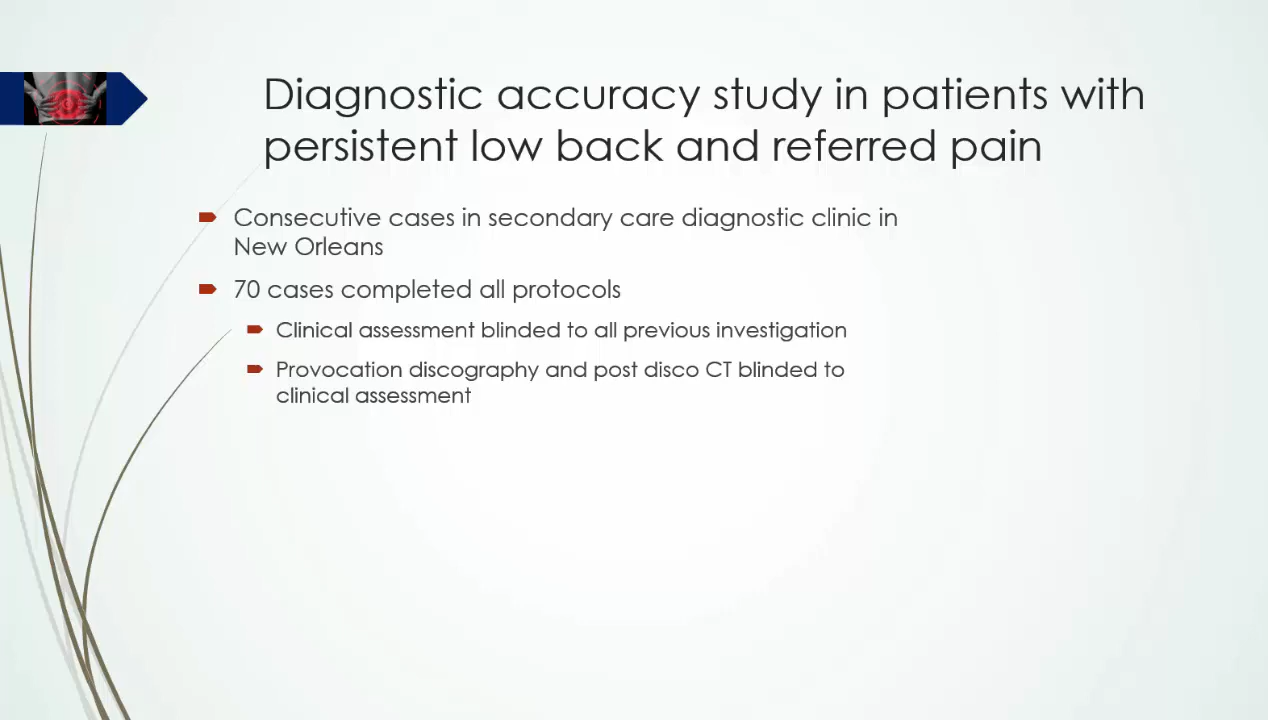 Diagnostic accuracy study in patients with
persistent low back and referred pain
Consecutive cases in secondary care diagnostic clinic in
New Orleans
70 cases completed all protocols
Clinical assessment blinded to all previous investigation
Provocation discography and post disco CT blinded to
clinical assessment